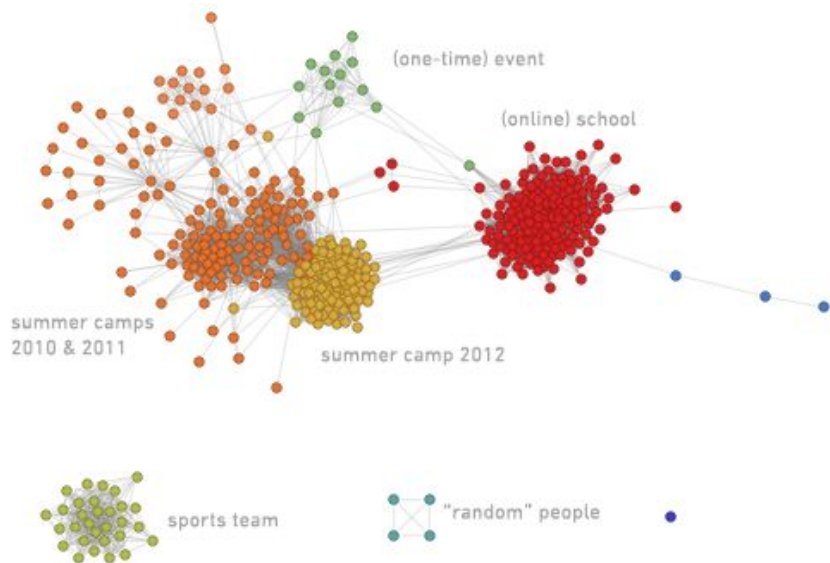 (one-time) event
(online) school
summer camps
2010 & 2011
summer camp 2012
sports team
"random" people